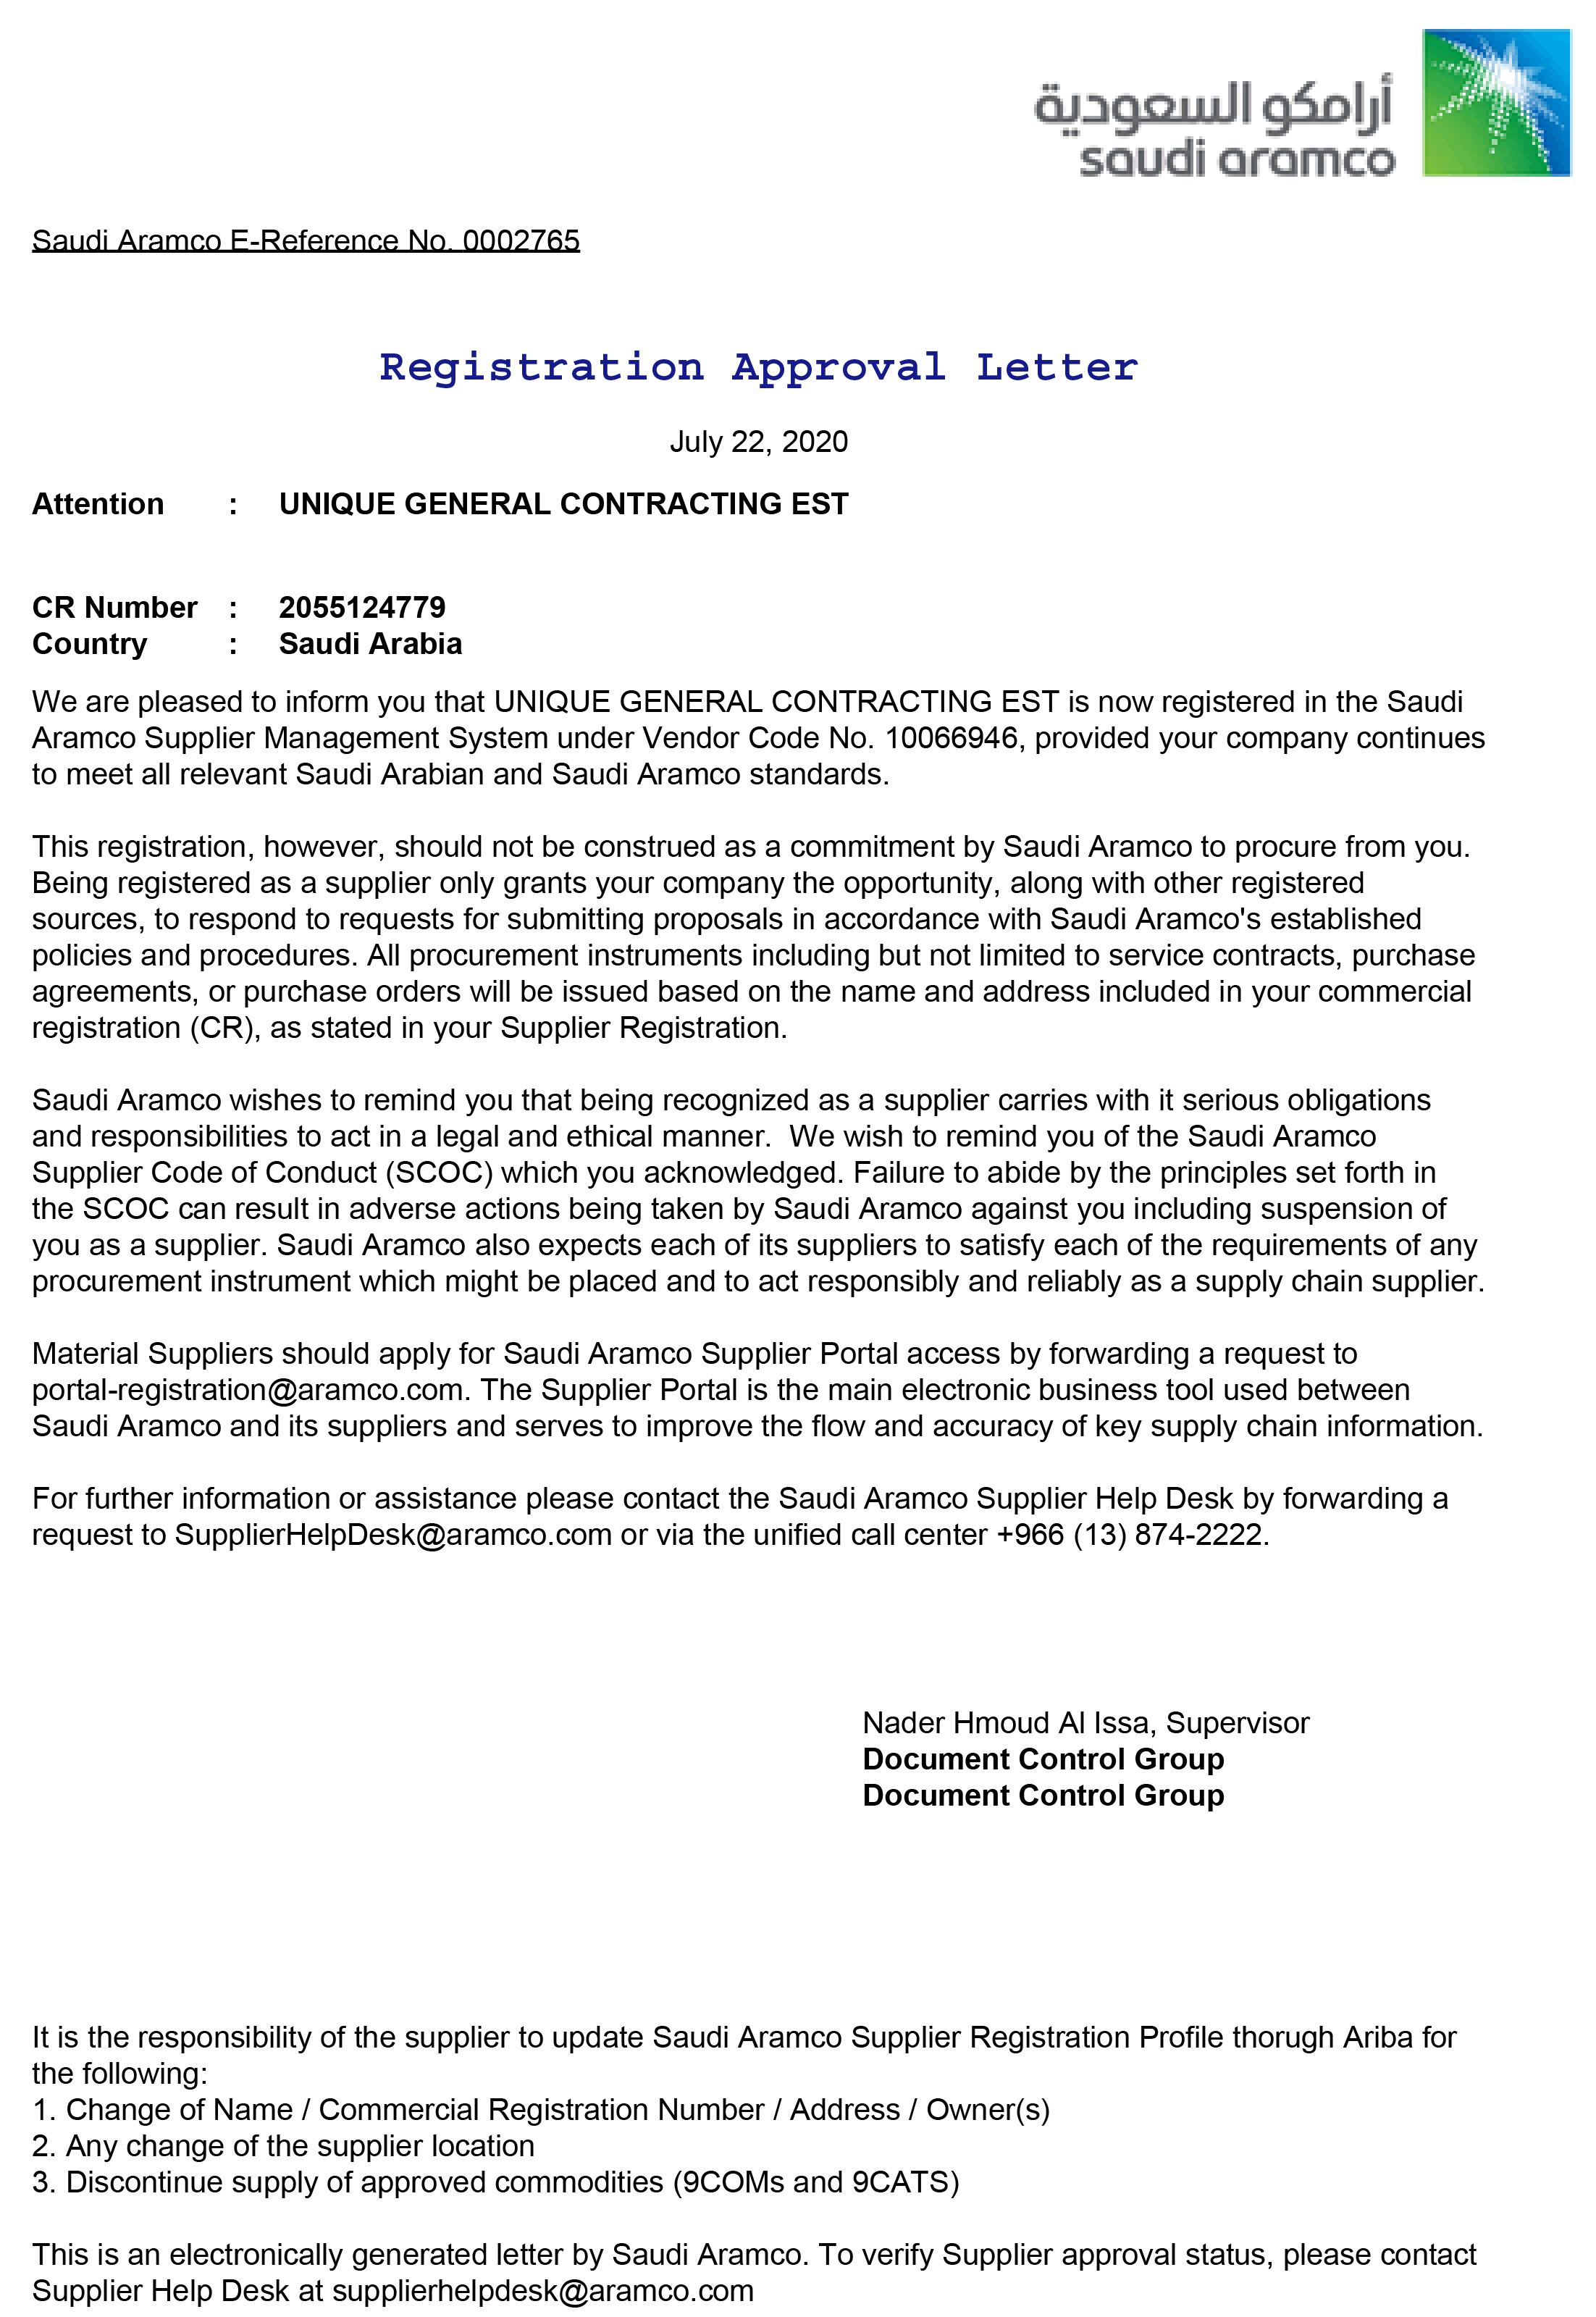 أرامكو السعودية
saudi aramco
Saudi Aramco E-Reference No. 0002765
Registration Approval Letter
July 22, 2020
Attention : UNIQUE GENERAL CONTRACTING EST
CR Number : 2055124779
Country : Saudi Arabia
We are pleased to inform you that UNIQUE GENERAL CONTRACTING EST is now registered in the Saudi
Aramco Supplier Management System under Vendor Code No. 10066946, provided your company continues
to meet all relevant Saudi Arabian and Saudi Aramco standards.
This registration, however, should not be construed as a commitment by Saudi Aramco to procure from you.
Being registered as a supplier only grants your company the opportunity, along with other registered
sources, to respond to requests for submitting proposals in accordance with Saudi Aramco's established
policies and procedures. All procurement instruments including but not limited to service contracts, purchase
agreements, or purchase orders will be issued based on the name and address included in your commercial
registration (CR), as stated in your Supplier Registration.
Saudi Aramco wishes to remind you that being recognized as a supplier carries with it serious obligations
and responsibilities to act in a legal and ethical manner.  We wish to remind you of the Saudi Aramco
Supplier Code of Conduct (SCOC) which you acknowledged. Failure to abide by the principles set forth in
the SCOC can result in adverse actions being taken by Saudi Aramco against you including suspension of
you as a supplier. Saudi Aramco also expects each of its suppliers to satisfy each of the requirements of any
procurement instrument which might be placed and to act responsibly and reliably as a supply chain supplier.
Material Suppliers should apply for Saudi Aramco Supplier Portal access by forwarding a request to
portal-registration@aramco.com. The Supplier Portal is the main electronic business tool used between
Saudi Aramco and its suppliers and serves to improve the flow and accuracy of key supply chain information.
For further information or assistance please contact the Saudi Aramco Supplier Help Desk by forwarding a
request to SupplierHelpDesk@aramco.com or via the unified call center +966 (13) 874-2222.
Nader Hmoud Al Issa, Supervisor
Document Control Group
Document Control Group
It is the responsibility of the supplier to update Saudi Aramco Supplier Registration Profile thorugh Ariba for
the following:
1. Change of Name / Commercial Registration Number / Address / Owner(s)
2. Any change of the supplier location
3. Discontinue supply of approved commodities (9COMs and 9CATS)
This is an electronically generated letter by Saudi Aramco. To verify Supplier approval status, please contact
Supplier Help Desk at supplierhelpdesk@aramco.com